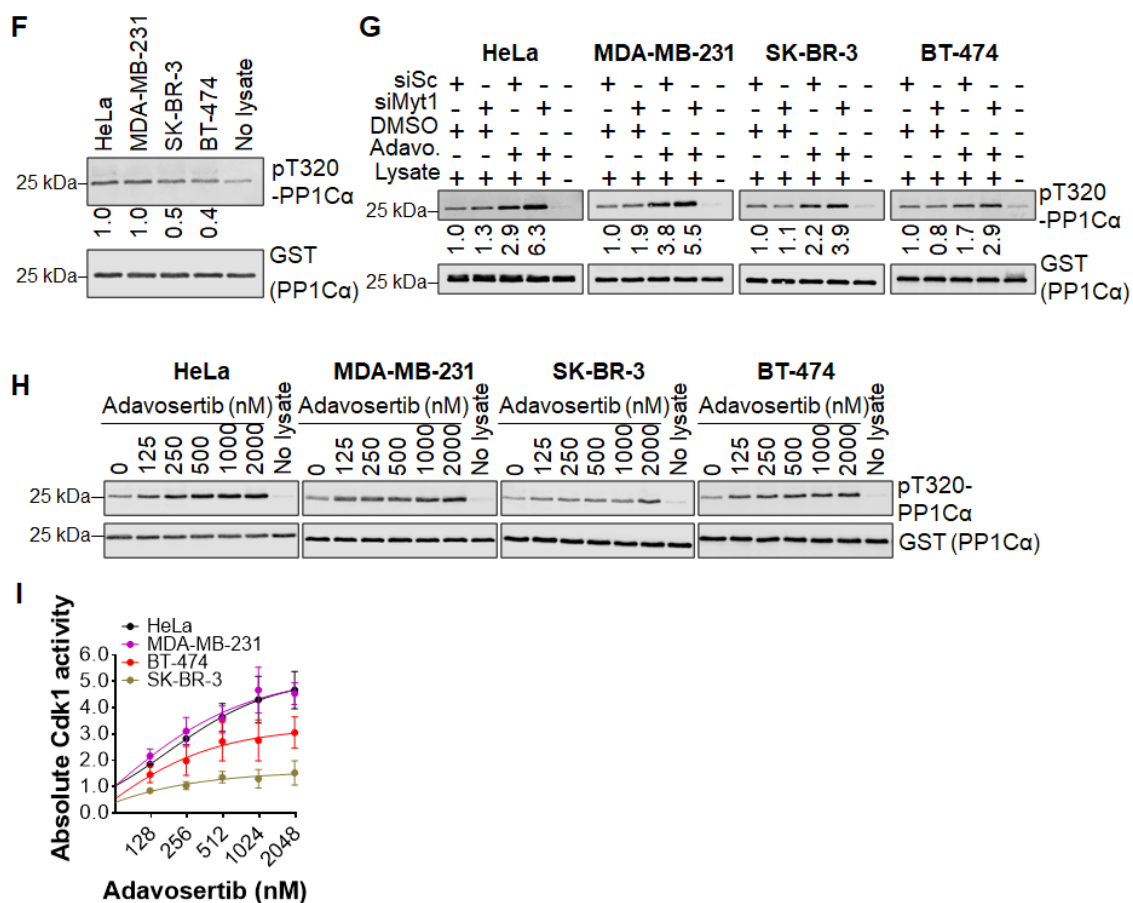 F
HeLa
MDA-MB-231
SK-BR-3
BT-474
No lysate
25 kDa
pT320
-PP1Cα
1.0 1.0 0.5 0.4
25 kDa
GST
(PP1Cα)
G
HeLa MDA-MB-231 SK-BR-3 BT-474
siSc + - + - - + - + - - + - + - - + - + - -
siMyt1 - + - + - - + - + - - + - + - - + - + -
DMSO + + - - - + + - - - + + - - - + + - - -
Adavo. - - + + - - - + + - - - + + - - - + + -
Lysate + + + + - + + + + - + + + + - + + + + -
25 kDa
pT320
-PP1Cα
1.0 1.3 2.9 6.3 1.0 1.9 3.8 5.5 1.0 1.1 2.2 3.9 1.0 0.8 1.7 2.9
25 kDa
GST
(PP1Cα)
H
HeLa MDA-MB-231 SK-BR-3 BT-474
Adavosertib (nM) Adavosertib (nM) Adavosertib (nM) Adavosertib (nM)
0 125 250 500 1000 2000 No lysate 0 125 250 500 1000 2000 No lysate 0 125 250 500 1000 2000 No lysate 0 125 250 500 1000 2000 No lysate
25 kDa
pT320-
PP1Cα
25 kDa
GST (PP1Cα)
I
Absolute Cdk1 activity
HeLa
MDA-MB-231
BT-474
SK-BR-3
6.0
5.0
4.0
3.0
2.0
1.0
0.0
128 256 512 1024 2048
Adavosertib (nM)